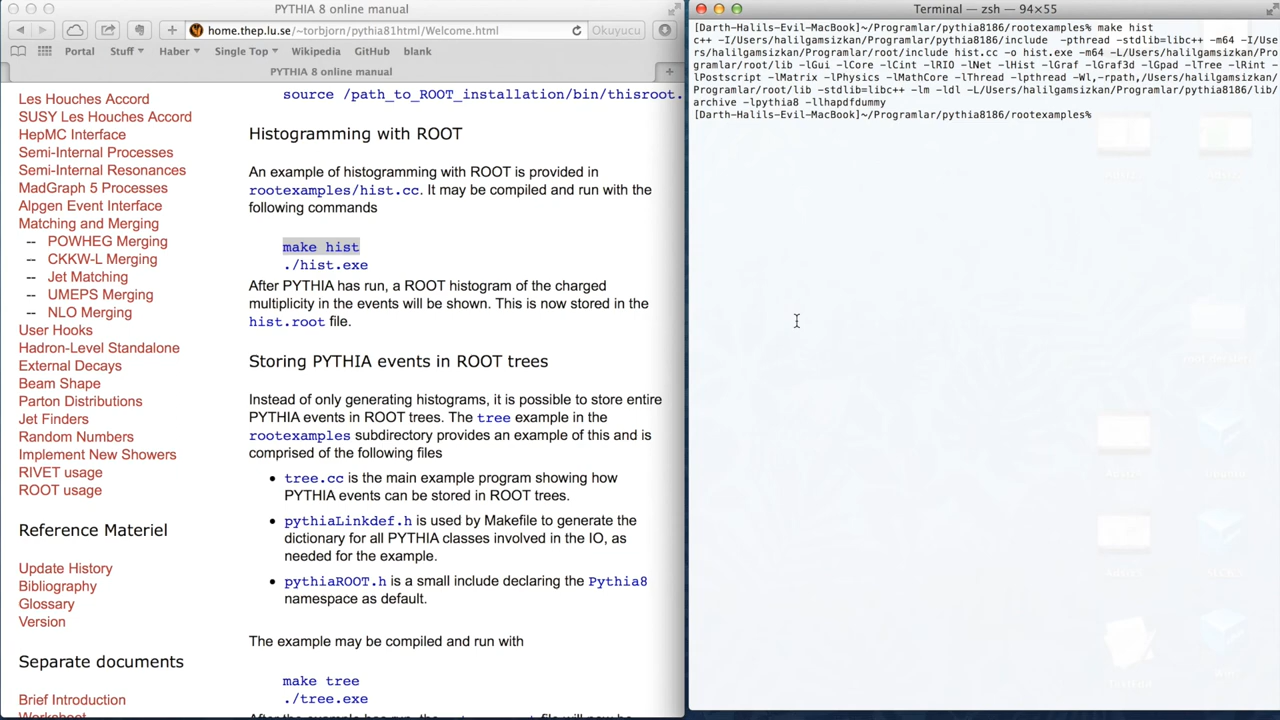 PYTHIA 8 online manual
home.thep.lu.se/~torbjorn/pythia81html/Welcome.html
Okuyucu
Portal Stuff Haber Single Top Wikipedia GitHub blank
PYTHIA 8 online manual
Les Houches Accord
SUSY Les Houches Accord
HepMC Interface
Semi-Internal Processes
Semi-Internal Resonances
MadGraph 5 Processes
Alpgen Event Interface
Matching and Merging
-- POWHEG Merging
-- CKKW-L Merging
-- Jet Matching
-- UMEPS Merging
-- NLO Merging
User Hooks
Hadron-Level Standalone
External Decays
Beam Shape
Parton Distributions
Jet Finders
Random Numbers
Implement New Showers
RIVET usage
ROOT usage
Reference Materiel
Update History
Bibliography
Glossary
Version
Separate documents
Brief Introduction
Worksheet
source /path_to_ROOT_installation/bin/thisroot.
Histogramming with ROOT
An example of histogramming with ROOT is provided in
rootexamples/hist.cc. It may be compiled and run with the
following commands
make hist
./hist.exe
After PYTHIA has run, a ROOT histogram of the charged
multiplicity in the events will be shown. This is now stored in the
hist.root file.
Storing PYTHIA events in ROOT trees
Instead of only generating histograms, it is possible to store entire
PYTHIA events in ROOT trees. The tree example in the
rootexamples subdirectory provides an example of this and is
comprised of the following files
• tree.cc is the main example program showing how
PYTHIA events can be stored in ROOT trees.
• pythiaLinkdef.h is used by Makefile to generate the
dictionary for all PYTHIA classes involved in the IO, as
needed for the example.
• pythiaROOT.h is a small include declaring the Pythia8
namespace as default.
The example may be compiled and run with
make tree
./tree.exe
Terminal — zsh — 94×55
[Darth-Halils-Evil-MacBook]~/Programlar/pythia8186/rootexamples% make hist
c++ -I/Users/halilgamsizkan/Programlar/pythia8186/include -pthread -stdlib=libc++ -m64 -I/Use
rs/halilgamsizkan/Programlar/root/include hist.cc -o hist.exe -m64 -L/Users/halilgamsizkan/Pro
gramlar/root/lib -lGui -lCore -lCint -lRIO -lNet -lHist -lGraf -lGraf3d -lGpad -lTree -lRint -
lPostscript -lMatrix -lPhysics -lMathCore -lThread -lpthread -Wl,-rpath,/Users/halilgamsizkan/
Programlar/root/lib -stdlib=libc++ -lm -ldl -L/Users/halilgamsizkan/Programlar/pythia8186/lib/
archive -lpythia8 -llhapdfdummy
[Darth-Halils-Evil-MacBook]~/Programlar/pythia8186/rootexamples%